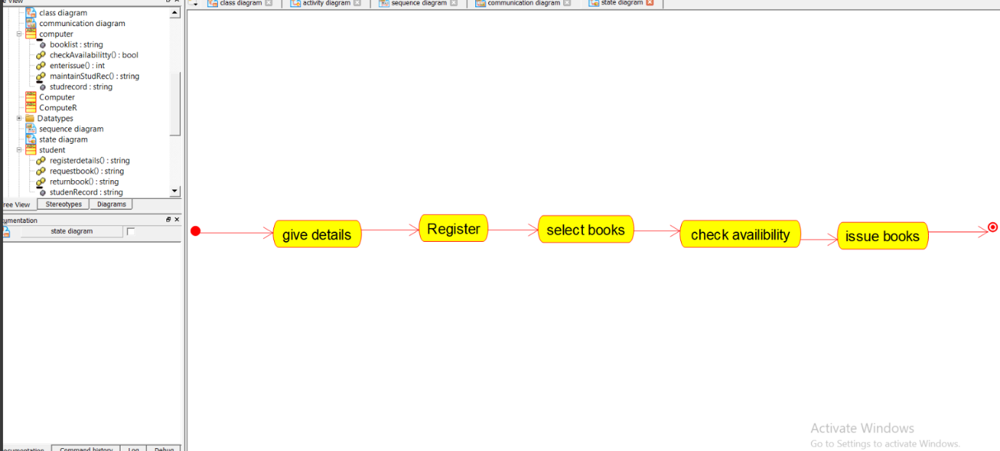 class diagram
activity diagram
sequence diagram
communication diagram
state diagram
class diagram
communication diagram
computer
booklist : string
checkAvailabilitty() : bool
enterissue() : int
maintainStudRec() : string
studrecord : string
Computer
ComputeR
Datatypes
sequence diagram
state diagram
student
registerdetails() : string
requestbook() : string
returnbook() : string
studenRecord : string
ree View
Stereotypes
Diagrams
umentation
state diagram
give details
Register
select books
check availibility
issue books
Activate Windows
Go to Settings to activate Windows.
ocumentation
Command history
Log
Debug